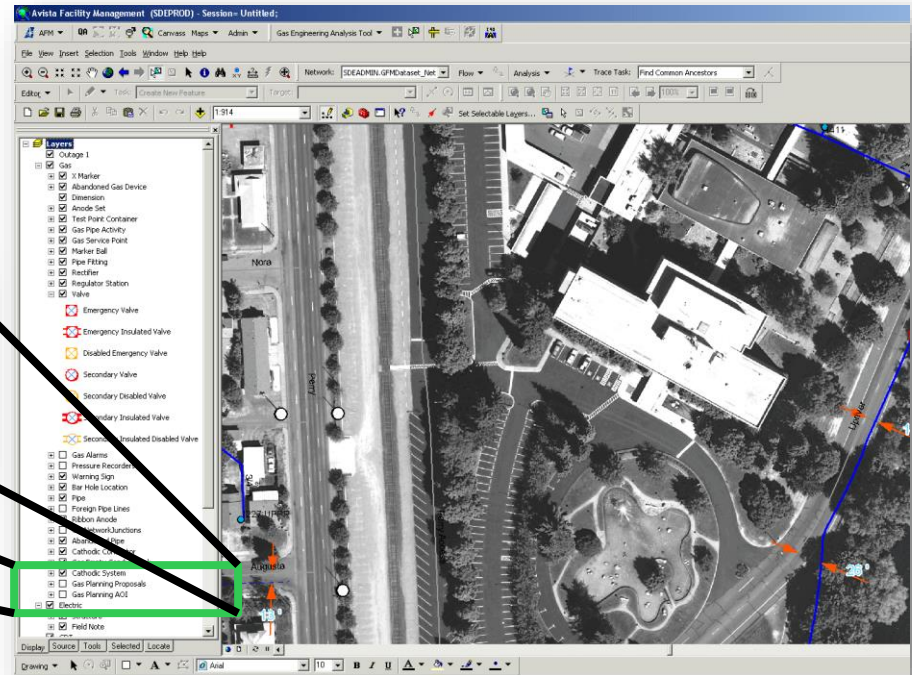 Avista Facility Management (SDEPROD) - Session= Untitled;
AFM QA Canvass Maps Admin Gas Engineering Analysis Tool
File View Insert Selection Tools Window Help Help
Network: SDEADMIN.GFMDataset_Net Flow Analysis Trace Task: Find Common Ancestors
Editor Task: Create New Feature Target: 100%
1:914 Set Selectable Layers...
Layers
Outage 1
Gas
X Marker
Abandoned Gas Device
Dimension
Anode Set
Test Point Container
Gas Pipe Activity
Gas Service Point
Marker Ball
Pipe Fitting
Rectifier
Regulator Station
Valve
Emergency Valve
Emergency Insulated Valve
Disabled Emergency Valve
Secondary Valve
Secondary Disabled Valve
Secondary Insulated Valve
Secondary Insulated Disabled Valve
Gas Alarms
Pressure Recorders
Warning Sign
Bar Hole Location
Pipe
Foreign Pipe Lines
Ribbon Anode
Cathodic System
Gas Planning Proposals
Gas Planning AOI
Electric
Structure
Field Note
Display Source Tools Selected Locate
Drawing A Arial 10 B I U A
Nora
Perry
Augusta
Upriver